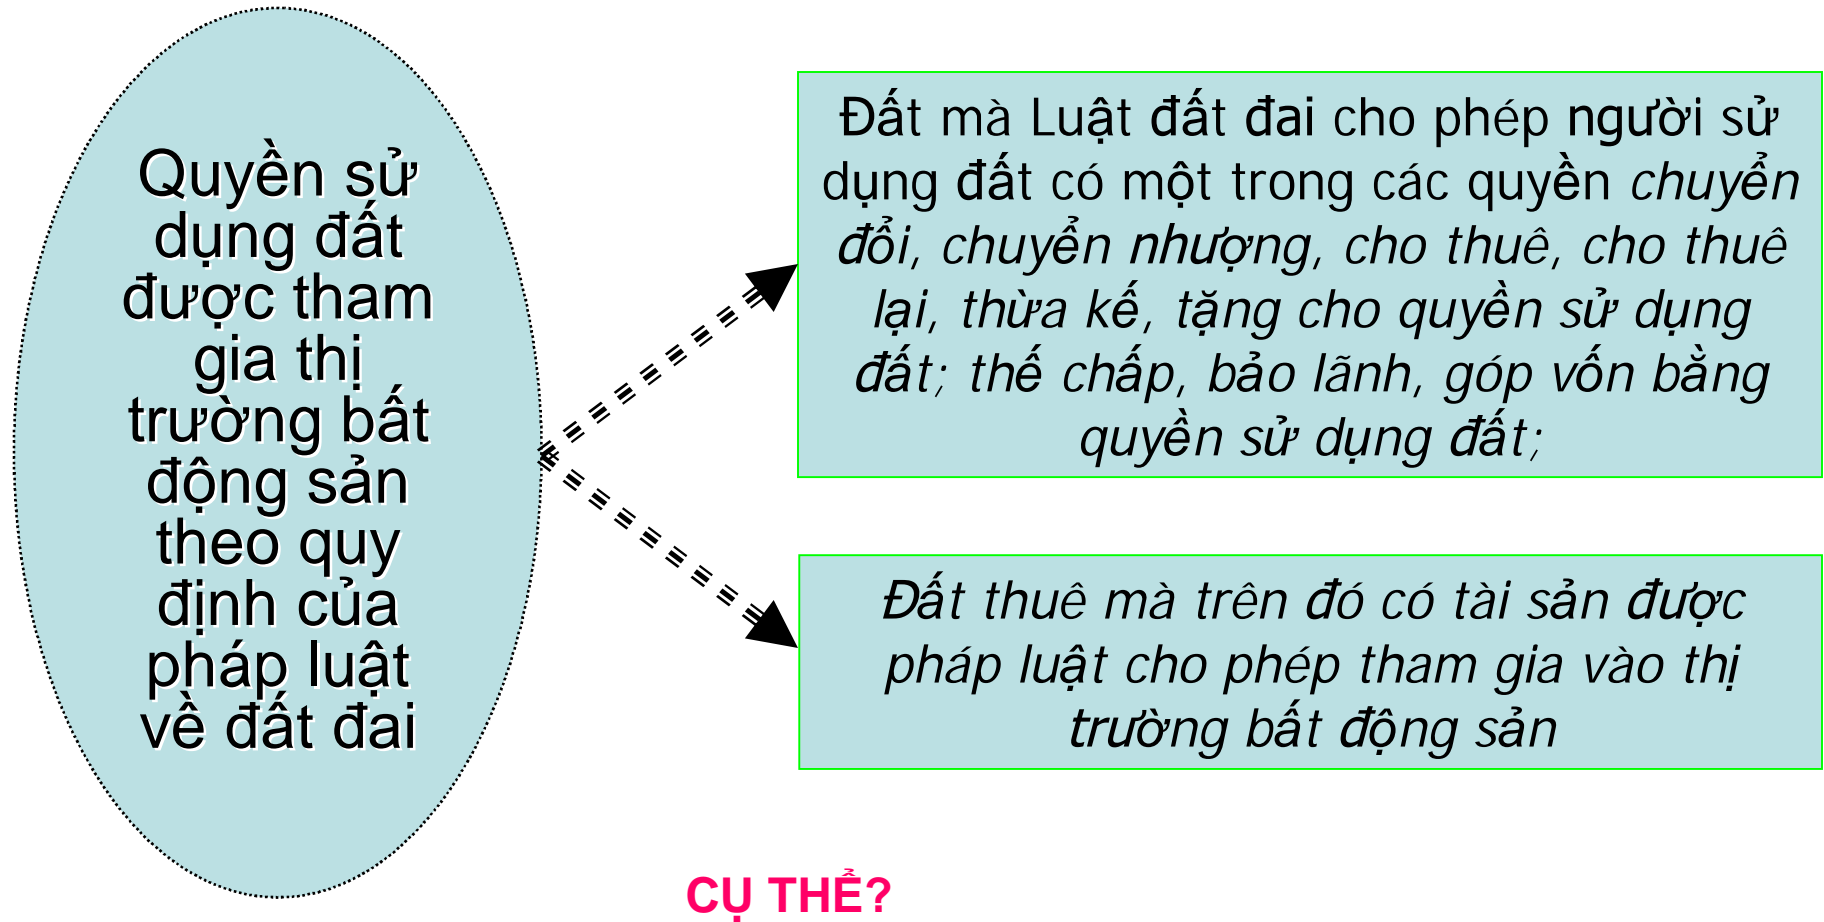 Quyền sử
dụng đất
được tham
gia thị
trường bất
động sản
theo quy
định của
pháp luật
về đất đai
Đất mà Luật đất đai cho phép người sử
dụng đất có một trong các quyền chuyển
đổi, chuyển nhượng, cho thuê, cho thuê
lại, thừa kế, tặng cho quyền sử dụng
đất; thế chấp, bảo lãnh, góp vốn bằng
quyền sử dụng đất;
Đất thuê mà trên đó có tài sản được
pháp luật cho phép tham gia vào thị
trường bất động sản
CỤ THỂ?